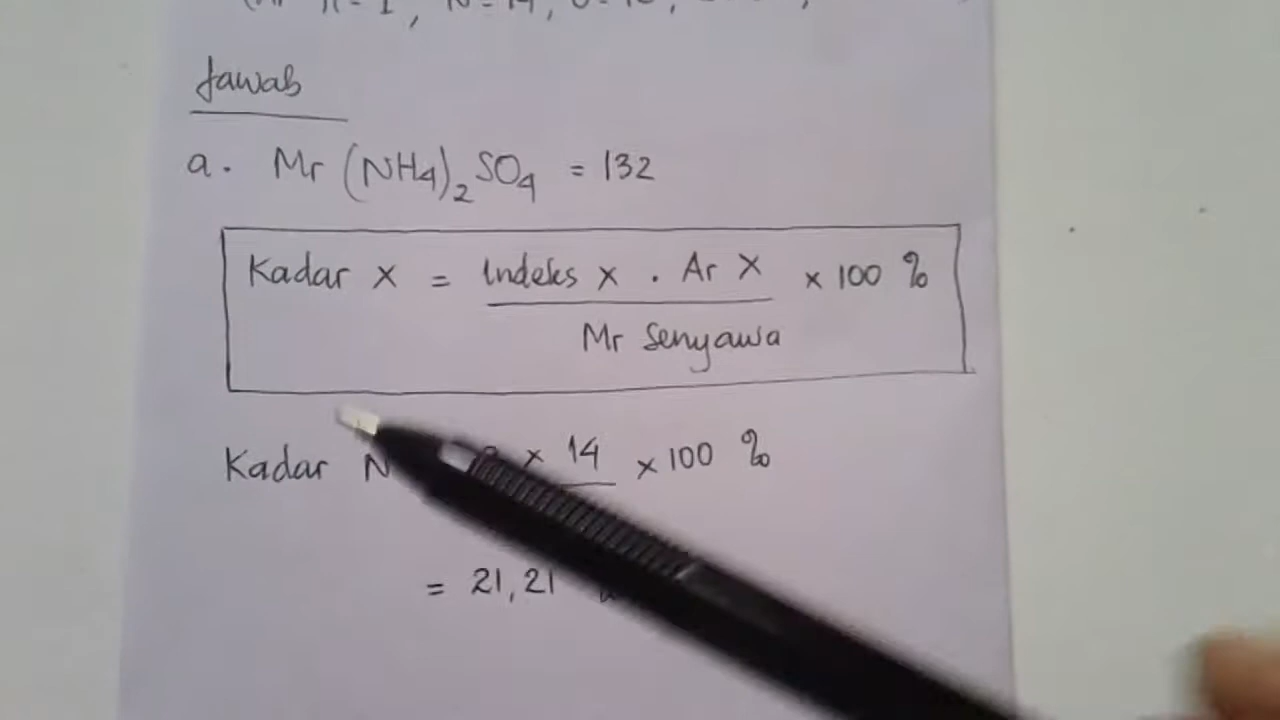 Jawab
a. Mr (NH4)2SO4 = 132
Kadar X = Indeks X . Ar X x 100 %
Mr Senyawa
Kadar N x 14 x 100 %
= 21,21